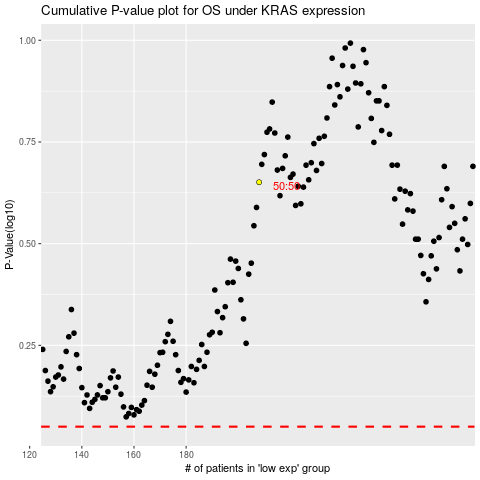 Cumulative P-value plot for OS under KRAS expression
P-Value(log10)
1.00
0.75
0.50
0.25
50:50
120 140 160 180
# of patients in 'low exp' group